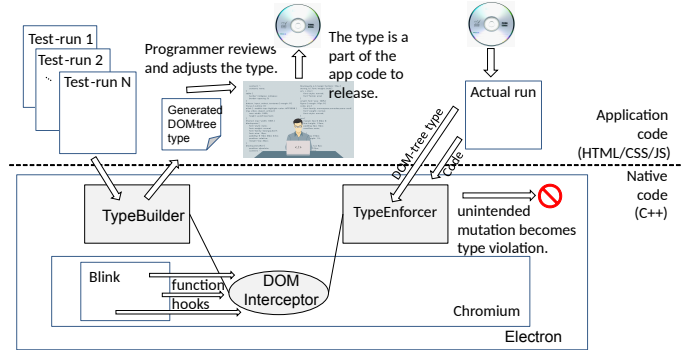 Test-run 1
Test-run 2
Test-run N
Programmer reviews
and adjusts the type.
The type is a
part of the
app code to
release.
Generated
DOMtree
type
Actual run
Application
code
(HTML/CSS/JS)
DOM-tree type
Code
Native
code
(C++)
TypeBuilder
TypeEnforcer
unintended
mutation becomes
type violation.
Blink
function
hooks
DOM
Interceptor
Chromium
Electron